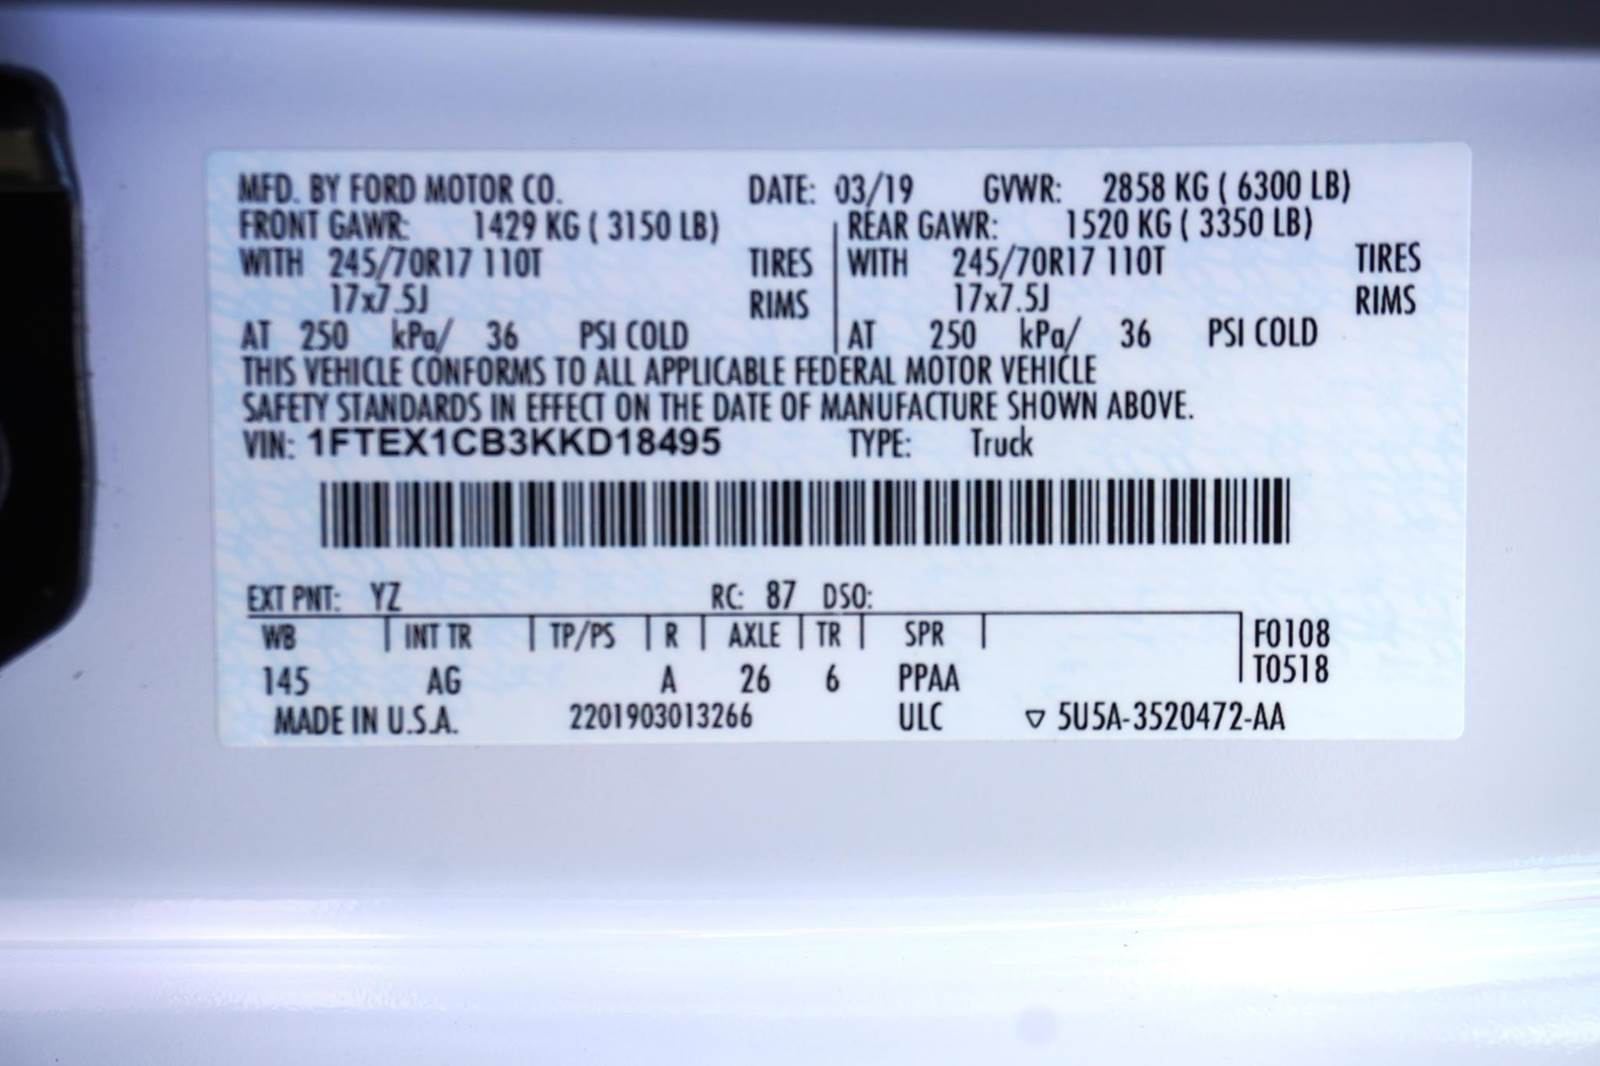 MFD. BY FORD MOTOR CO. DATE: 03/19 GVWR: 2858 KG ( 6300 LB)
FRONT GAWR: 1429 KG ( 3150 LB) REAR GAWR: 1520 KG ( 3350 LB)
WITH 245/70R17 110T TIRES WITH 245/70R17 110T TIRES
17x7.5J RIMS 17x7.5J RIMS
AT 250 kPa/ 36 PSI COLD AT 250 kPa/ 36 PSI COLD
THIS VEHICLE CONFORMS TO ALL APPLICABLE FEDERAL MOTOR VEHICLE
SAFETY STANDARDS IN EFFECT ON THE DATE OF MANUFACTURE SHOWN ABOVE.
VIN: 1FTEX1CB3KKD18495 TYPE: Truck
EXT PNT: YZ RC: 87 DSO:
WB INT TR TP/PS R AXLE TR SPR F0108
145 AG A 26 6 PPAA T0518
MADE IN U.S.A. 2201903013266 ULC ▽ 5U5A-3520472-AA